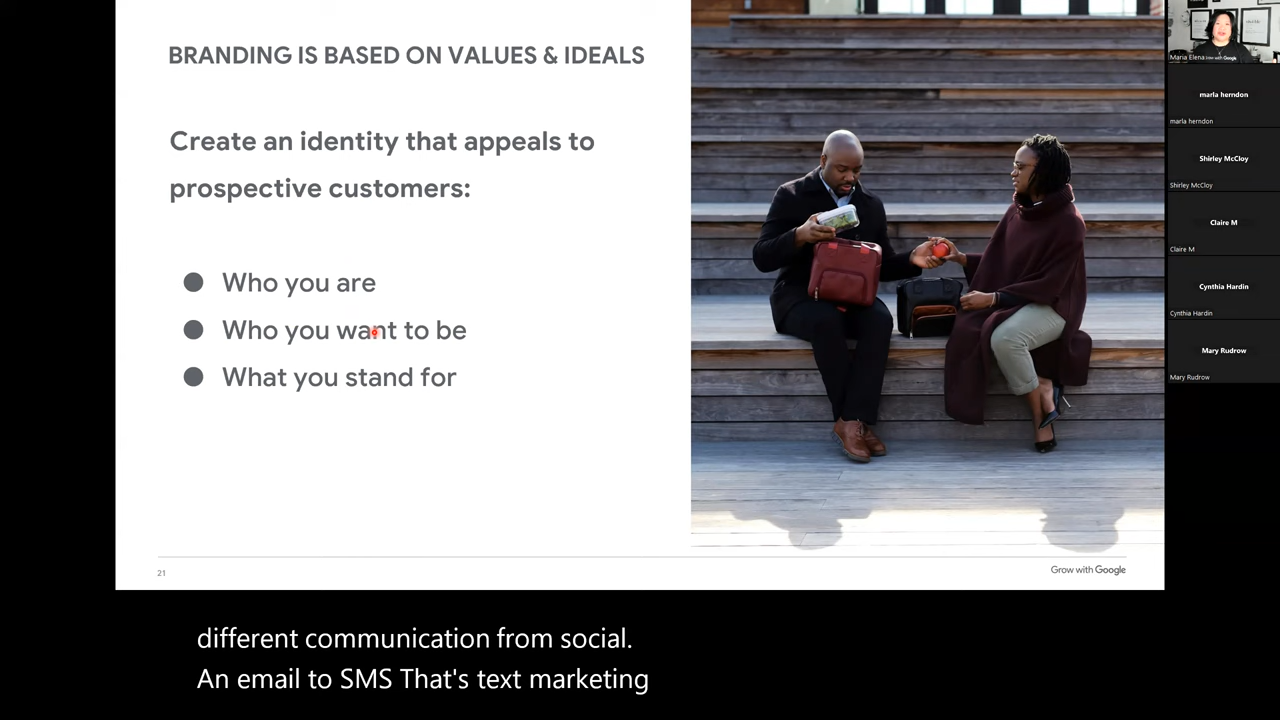 BRANDING IS BASED ON VALUES & IDEALS
Create an identity that appeals to
prospective customers:
● Who you are
● Who you want to be
● What you stand for
21
Grow with Google
different communication from social.
An email to SMS That's text marketing
Maria Elena
marla herndon
marla herndon
Shirley McCloy
Shirley McCloy
Claire M
Claire M
Cynthia Hardin
Cynthia Hardin
Mary Rudrow
Mary Rudrow